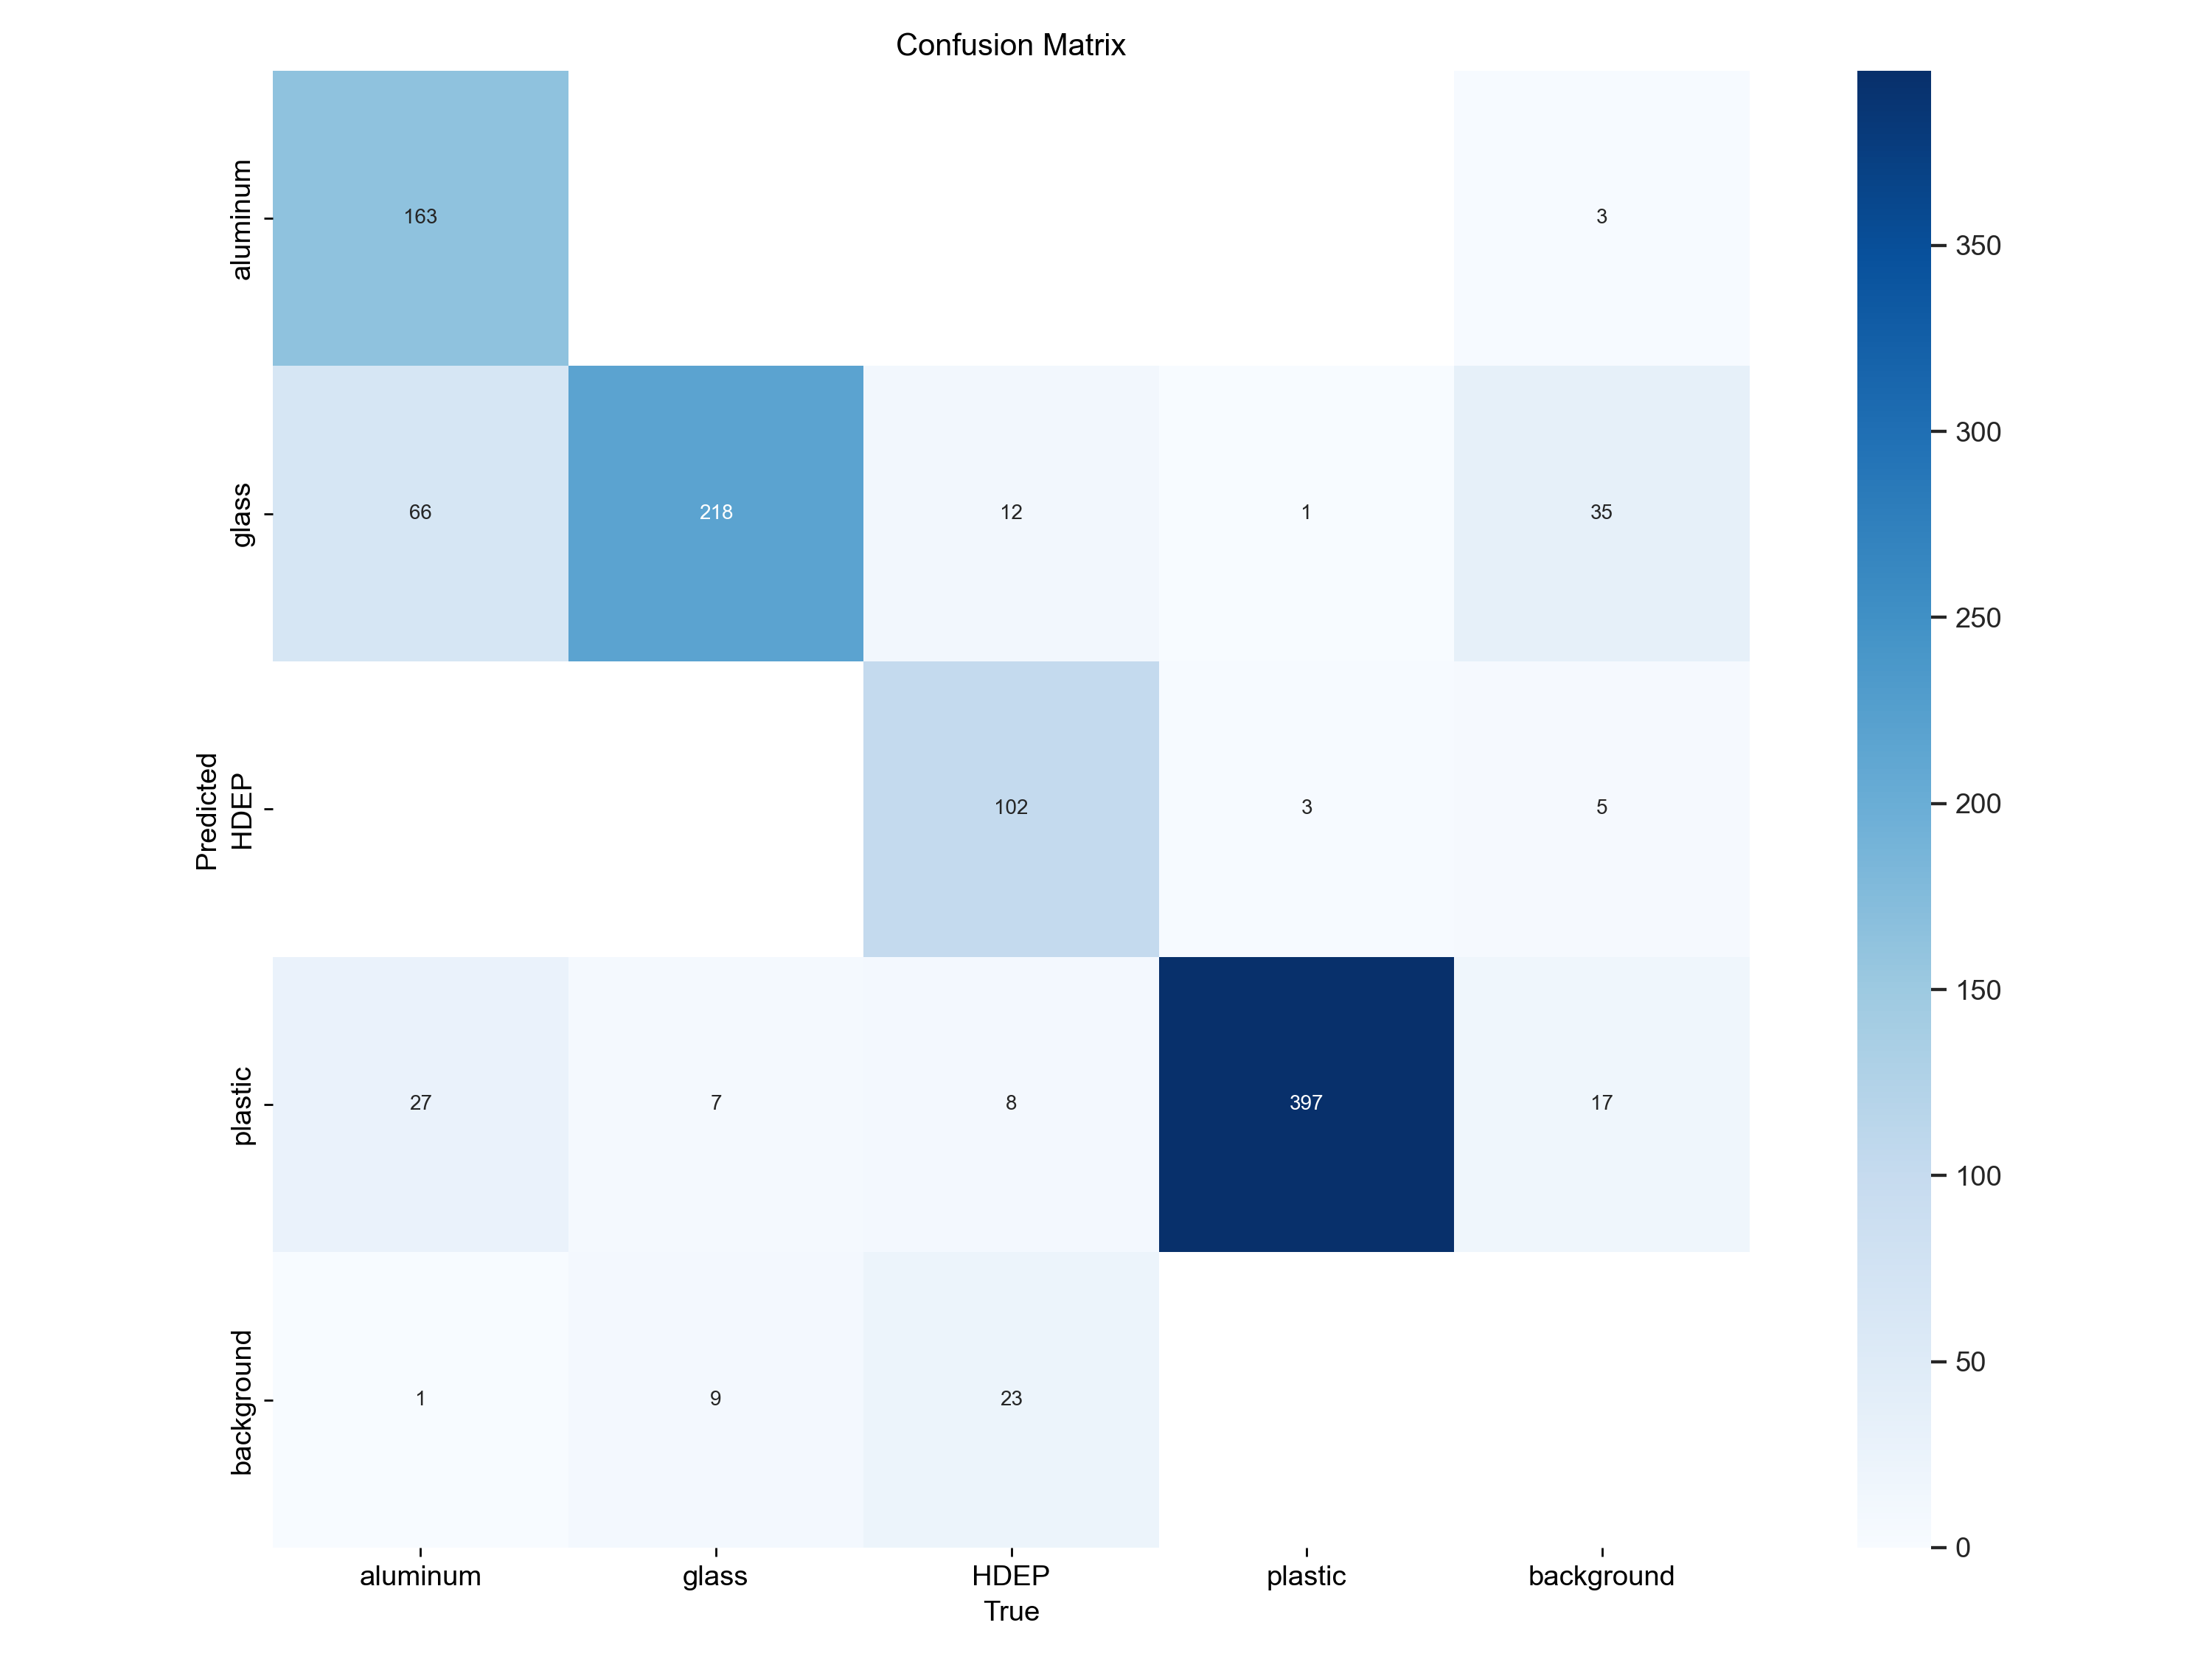 Confusion Matrix
aluminum
163
3
350
300
glass
66
218
12
1
35
250
200
Predicted
HDEP
102
3
5
150
plastic
27
7
8
397
17
100
50
background
1
9
23
0
aluminum
glass
HDEP
plastic
background
True